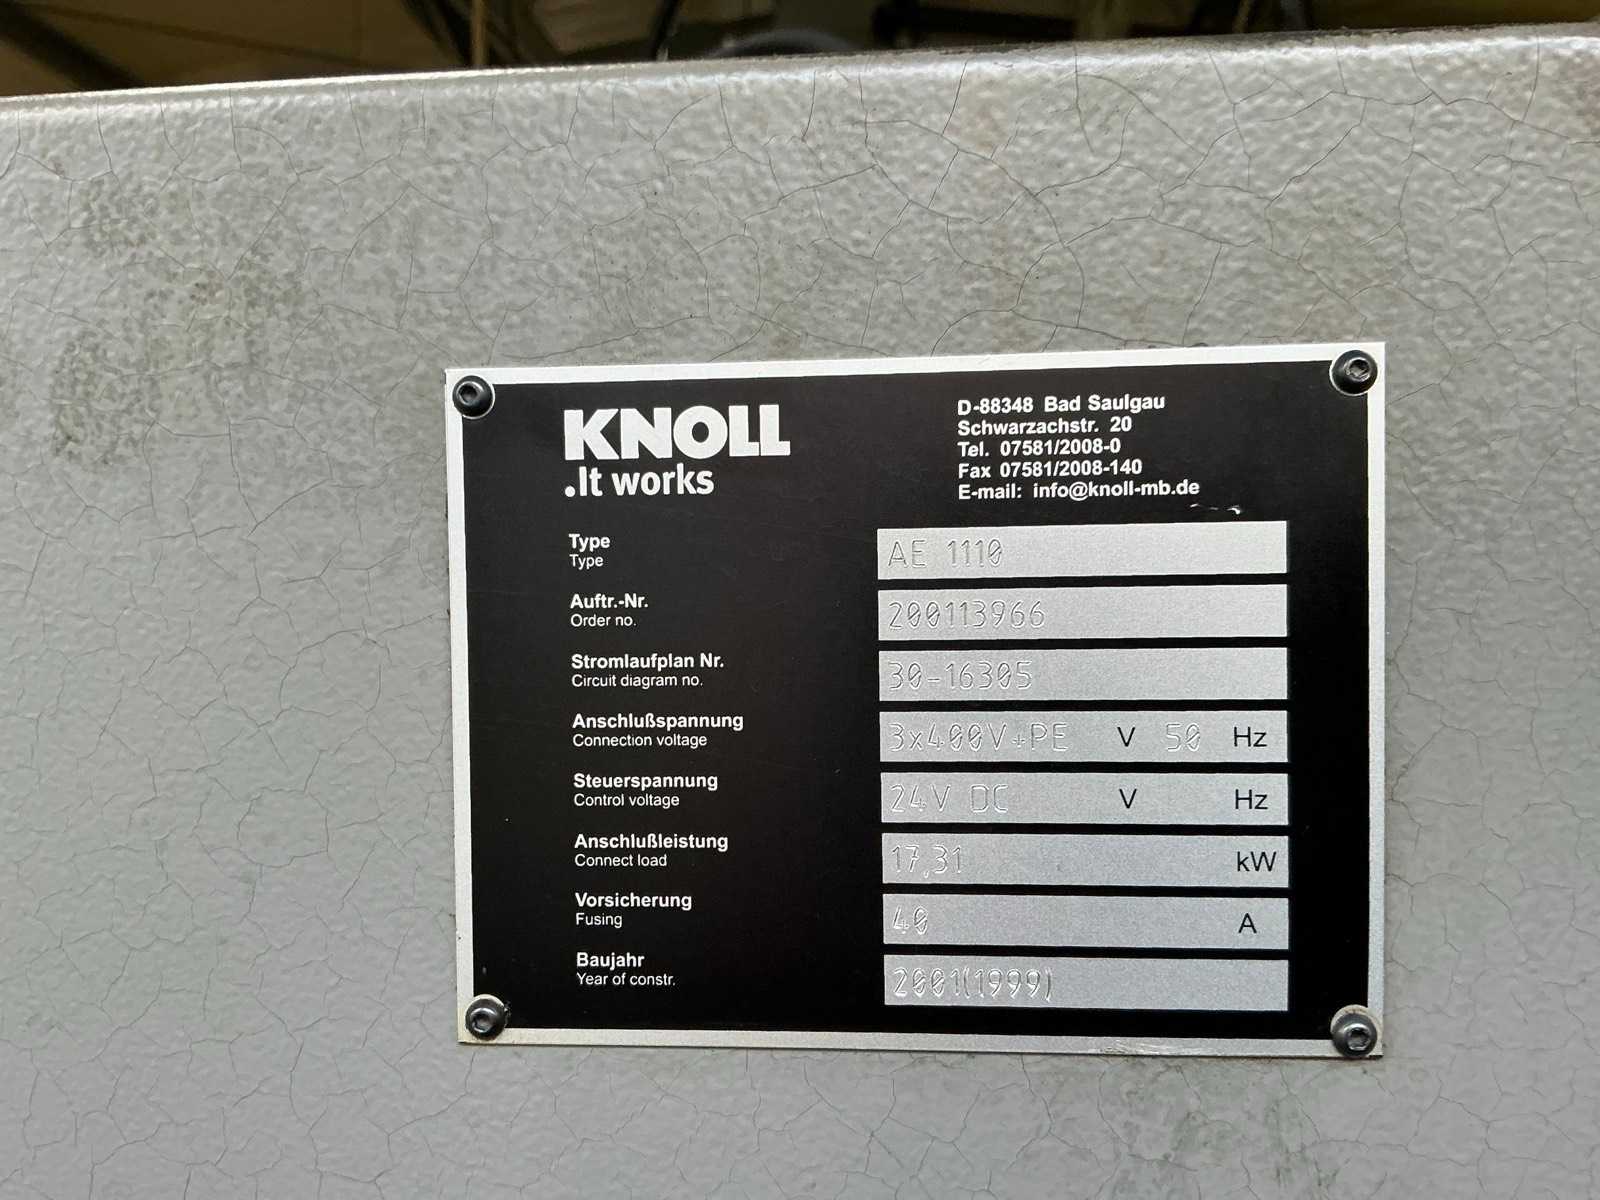 KNOLL
.It works
D-88348 Bad Saulgau
Schwarzachstr. 20
Tel. 07581/2008-0
Fax 07581/2008-140
E-mail: info@knoll-mb.de
Type
Type
AE 1110
Auftr.-Nr.
Order no.
200113966
Stromlaufplan Nr.
Circuit diagram no.
30-16305
Anschlußspannung
Connection voltage
3x400V+PE V 50 Hz
Steuerspannung
Control voltage
24V DC V Hz
Anschlußleistung
Connect load
17,31 kW
Vorsicherung
Fusing
40 A
Baujahr
Year of constr.
2001(1999)